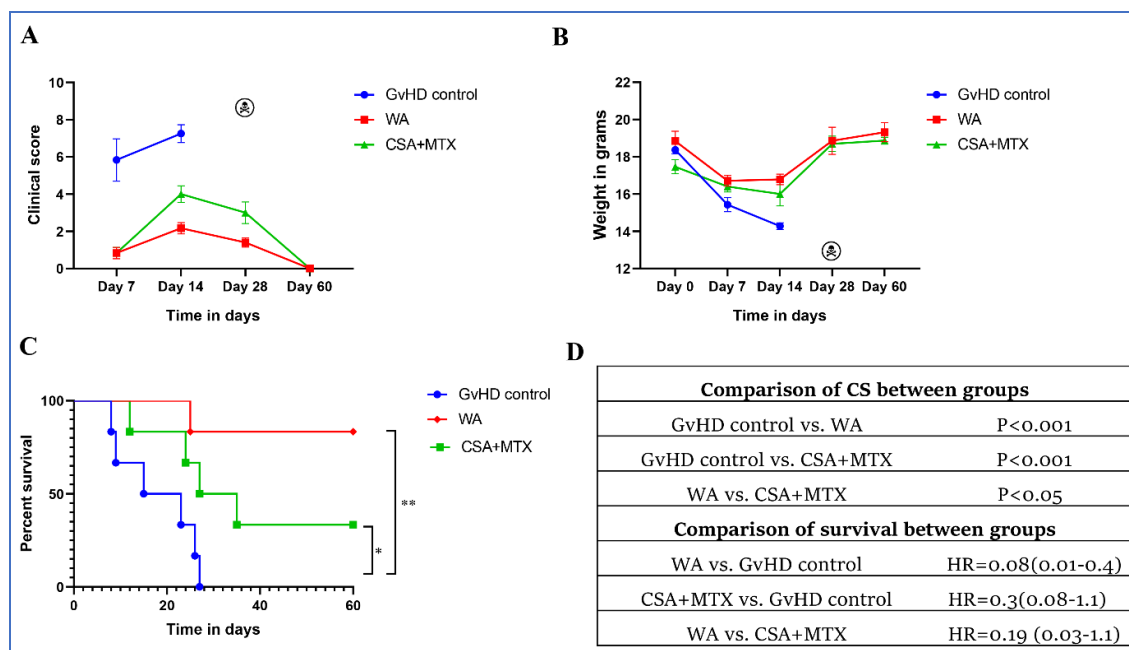 A
Clinical score
10
8
6
4
2
0
Day 7 Day 14 Day 28 Day 60
Time in days
GvHD control
WA
CSA+MTX
B
Weight in grams
22
20
18
16
14
12
Day 0 Day 7 Day 14 Day 28 Day 60
Time in days
GvHD control
WA
CSA+MTX
C
Percent survival
100
50
0
0 20 40 60
Time in days
GvHD control
WA
CSA+MTX
**
*
D
Comparison of CS between groups
GvHD control vs. WA P<0.001
GvHD control vs. CSA+MTX P<0.001
WA vs. CSA+MTX P<0.05
Comparison of survival between groups
WA vs. GvHD control HR=0.08(0.01-0.4)
CSA+MTX vs. GvHD control HR=0.3(0.08-1.1)
WA vs. CSA+MTX HR=0.19 (0.03-1.1)